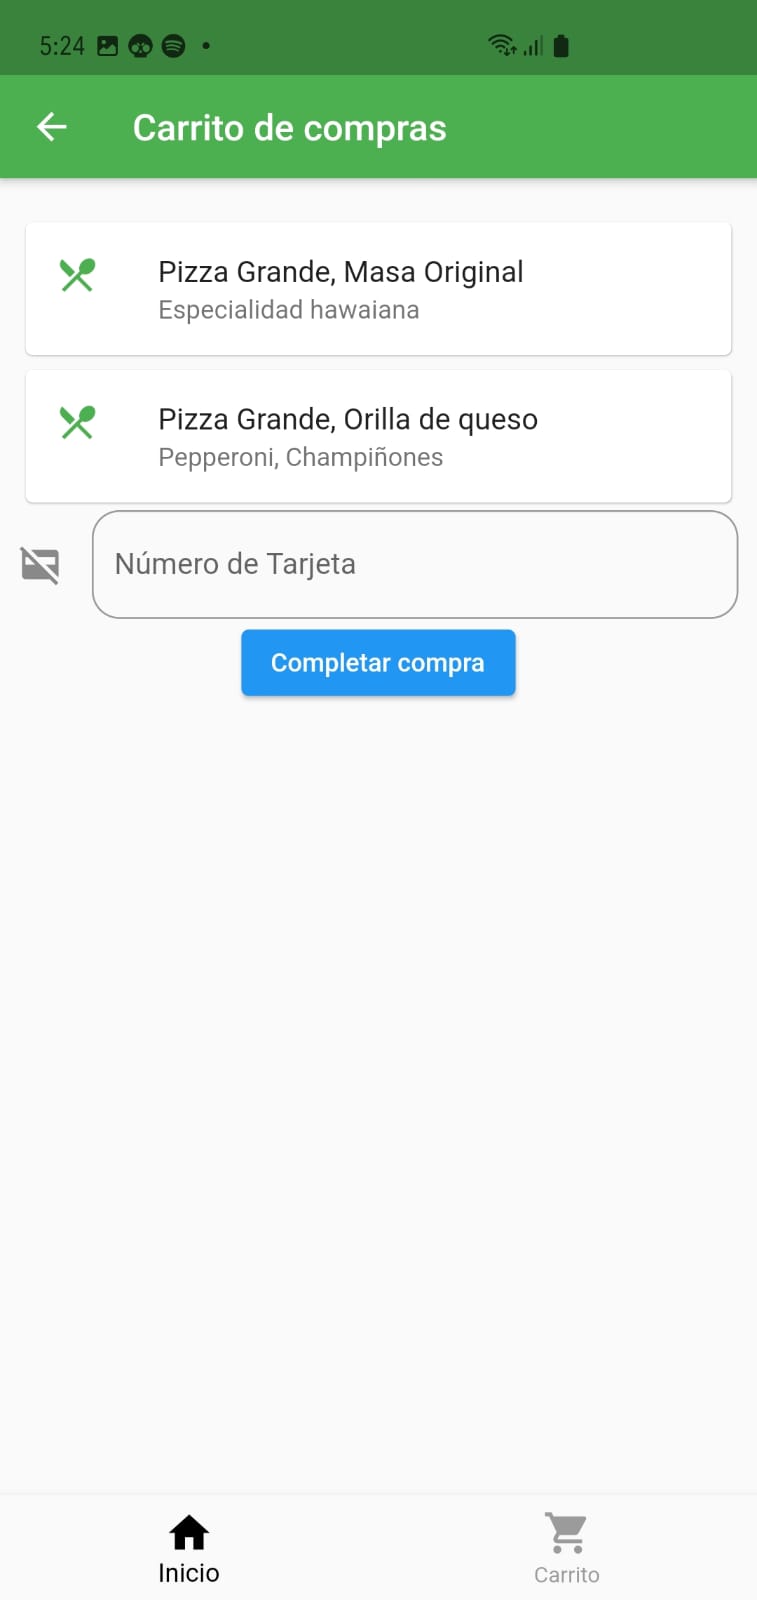 5:24
Carrito de compras
Pizza Grande, Masa Original
Especialidad hawaiana
Pizza Grande, Orilla de queso
Pepperoni, Champiñones
Número de Tarjeta
Completar compra
Inicio
Carrito